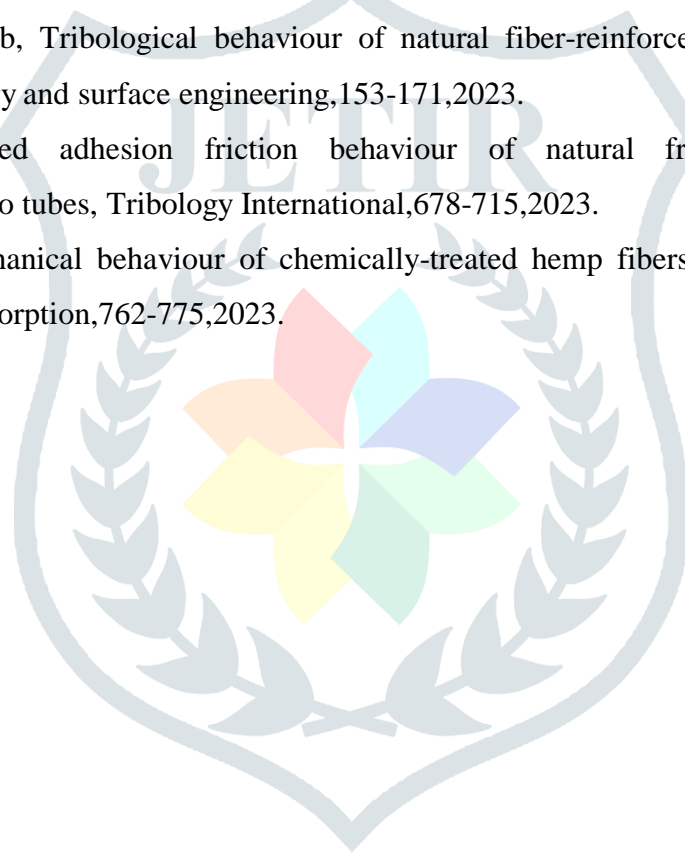 b, Tribological behaviour of natural fiber-reinforce
y and surface engineering,153-171,2023.
ed adhesion friction behaviour of natural fr
o tubes, Tribology International,678-715,2023.
hanical behaviour of chemically-treated hemp fibers
orption,762-775,2023.
JETIR